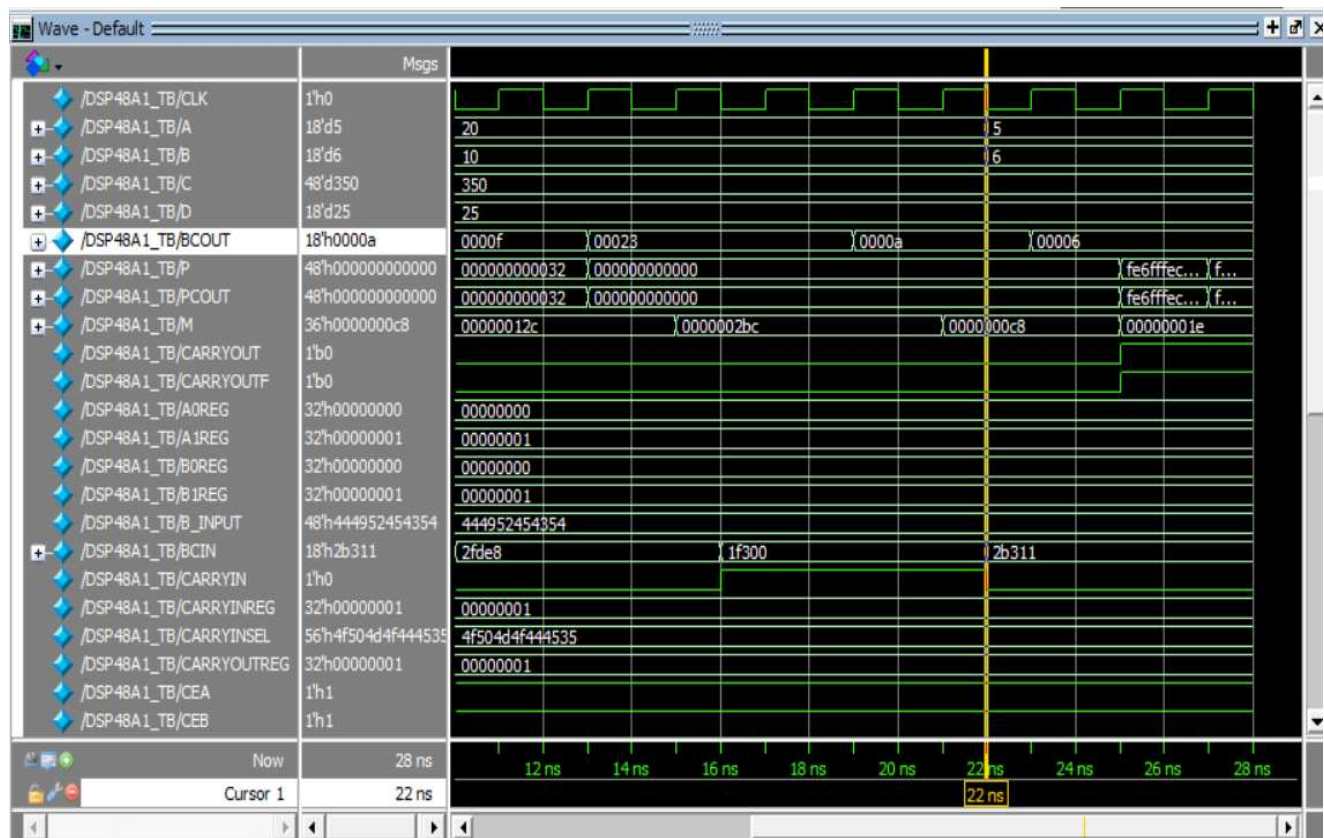 Wave - Default
Msgs
/DSP48A1_TB/CLK 1'h0
/DSP48A1_TB/A 18'd5 20 5
/DSP48A1_TB/B 18'd6 10 6
/DSP48A1_TB/C 48'd350 350
/DSP48A1_TB/D 18'd25 25
/DSP48A1_TB/BCOUT 18'h0000a 0000f 00023 0000a 00006
/DSP48A1_TB/P 48'h000000000000 000000000032 000000000000 fe6fffec... f...
/DSP48A1_TB/PCOUT 48'h000000000000 000000000032 000000000000 fe6fffec... f...
/DSP48A1_TB/M 36'h0000000c8 00000012c 0000002bc 0000000c8 00000001e
/DSP48A1_TB/CARRYOUT 1'b0
/DSP48A1_TB/CARRYOUTF 1'b0
/DSP48A1_TB/A0REG 32'h00000000 00000000
/DSP48A1_TB/A1REG 32'h00000001 00000001
/DSP48A1_TB/B0REG 32'h00000000 00000000
/DSP48A1_TB/B1REG 32'h00000001 00000001
/DSP48A1_TB/B_INPUT 48'h444952454354 444952454354
/DSP48A1_TB/BCIN 18'h2b311 2fde8 1f300 2b311
/DSP48A1_TB/CARRYIN 1'h0
/DSP48A1_TB/CARRYINREG 32'h00000001 00000001
/DSP48A1_TB/CARRYINSEL 56'h4f504d4f444535 4f504d4f444535
/DSP48A1_TB/CARRYOUTREG 32'h00000001 00000001
/DSP48A1_TB/CEA 1'h1
/DSP48A1_TB/CEB 1'h1
Now 28 ns 12 ns 14 ns 16 ns 18 ns 20 ns 22 ns 24 ns 26 ns 28 ns
Cursor 1 22 ns 22 ns